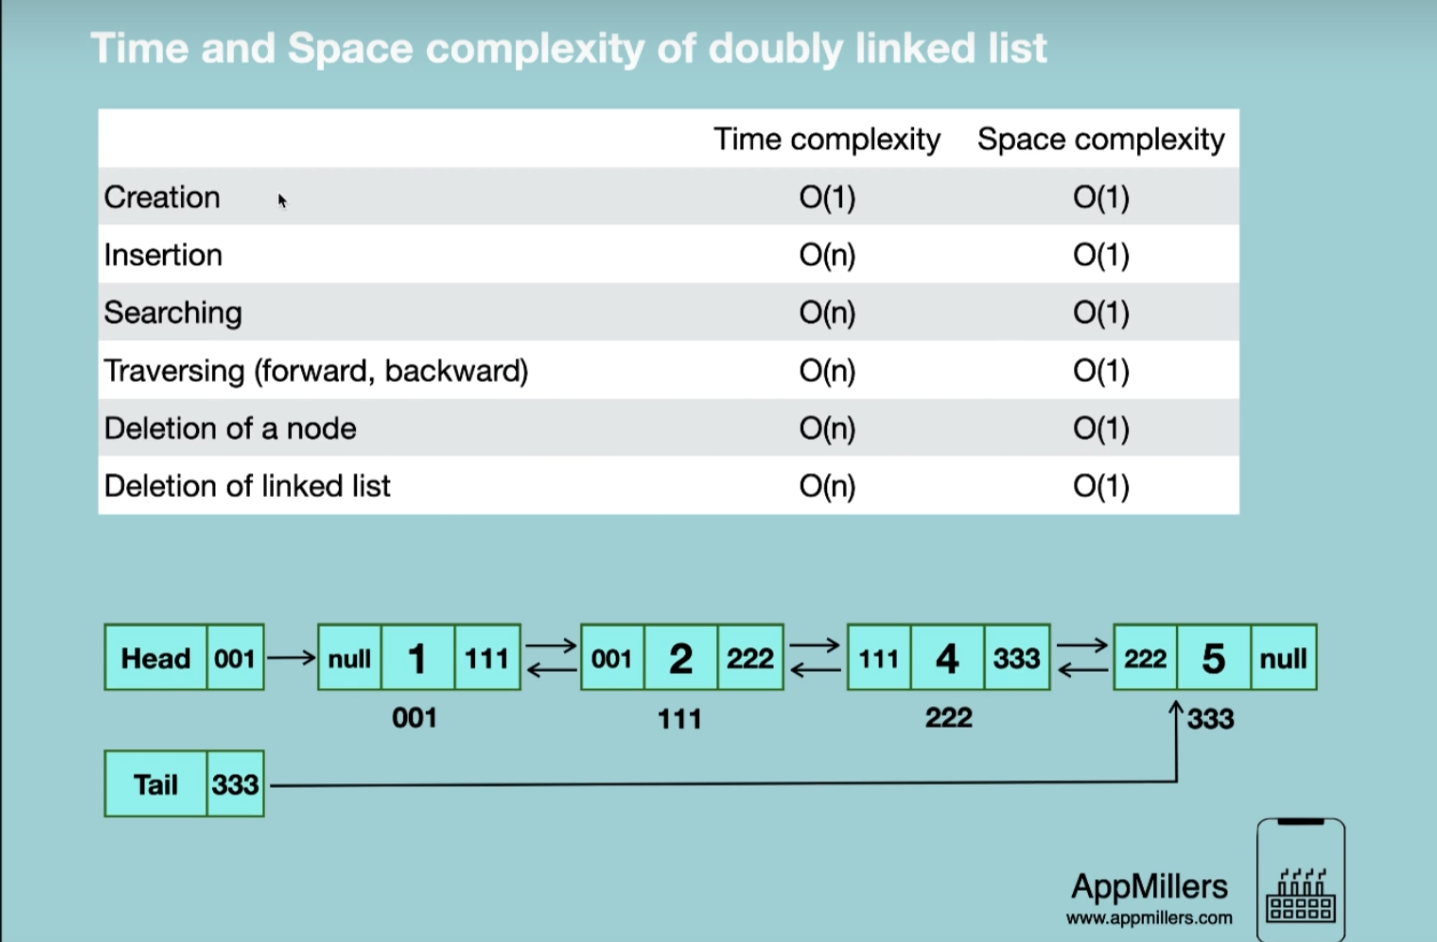 Time and Space complexity of doubly linked list
Time complexity Space complexity
Creation O(1) O(1)
Insertion O(n) O(1)
Searching O(n) O(1)
Traversing (forward, backward) O(n) O(1)
Deletion of a node O(n) O(1)
Deletion of linked list O(n) O(1)
Head 001 null 1 111 001 2 222 111 4 333 222 5 null
001 111 222 333
Tail 333
AppMillers
www.appmillers.com